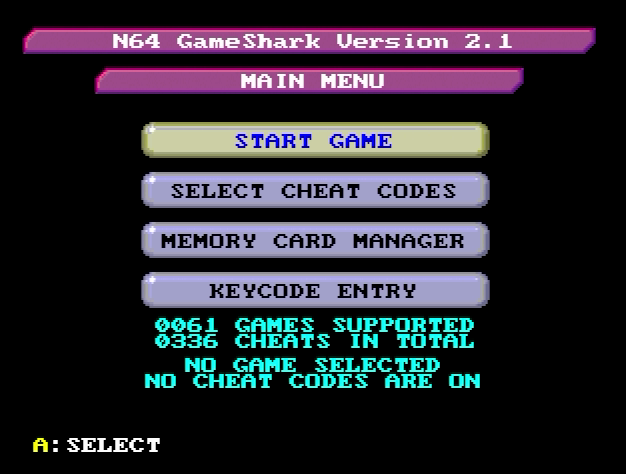 N64 GameShark Version 2.1
MAIN MENU
START GAME
SELECT CHEAT CODES
MEMORY CARD MANAGER
KEYCODE ENTRY
0061 GAMES SUPPORTED
0336 CHEATS IN TOTAL
NO GAME SELECTED
NO CHEAT CODES ARE ON
A:SELECT